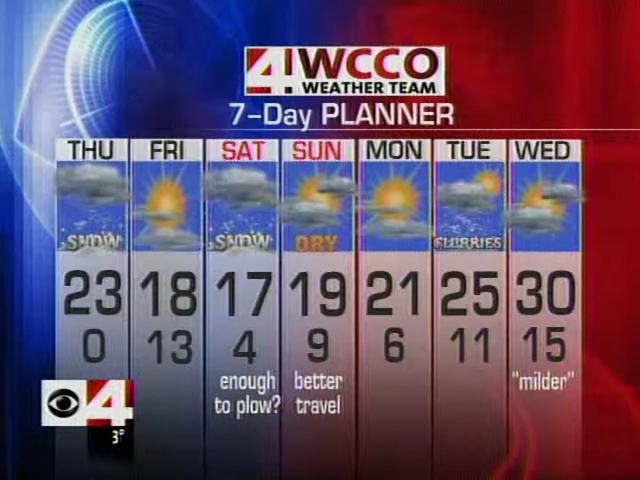 4 WCCO
WEATHER TEAM
7-Day PLANNER
THU FRI SAT SUN MON TUE WED
SNOW SNOW DRY FLURRIES
23 18 17 19 21 25 30
0 13 4 9 6 11 15
enough better "milder"
to plow? travel
4
3°